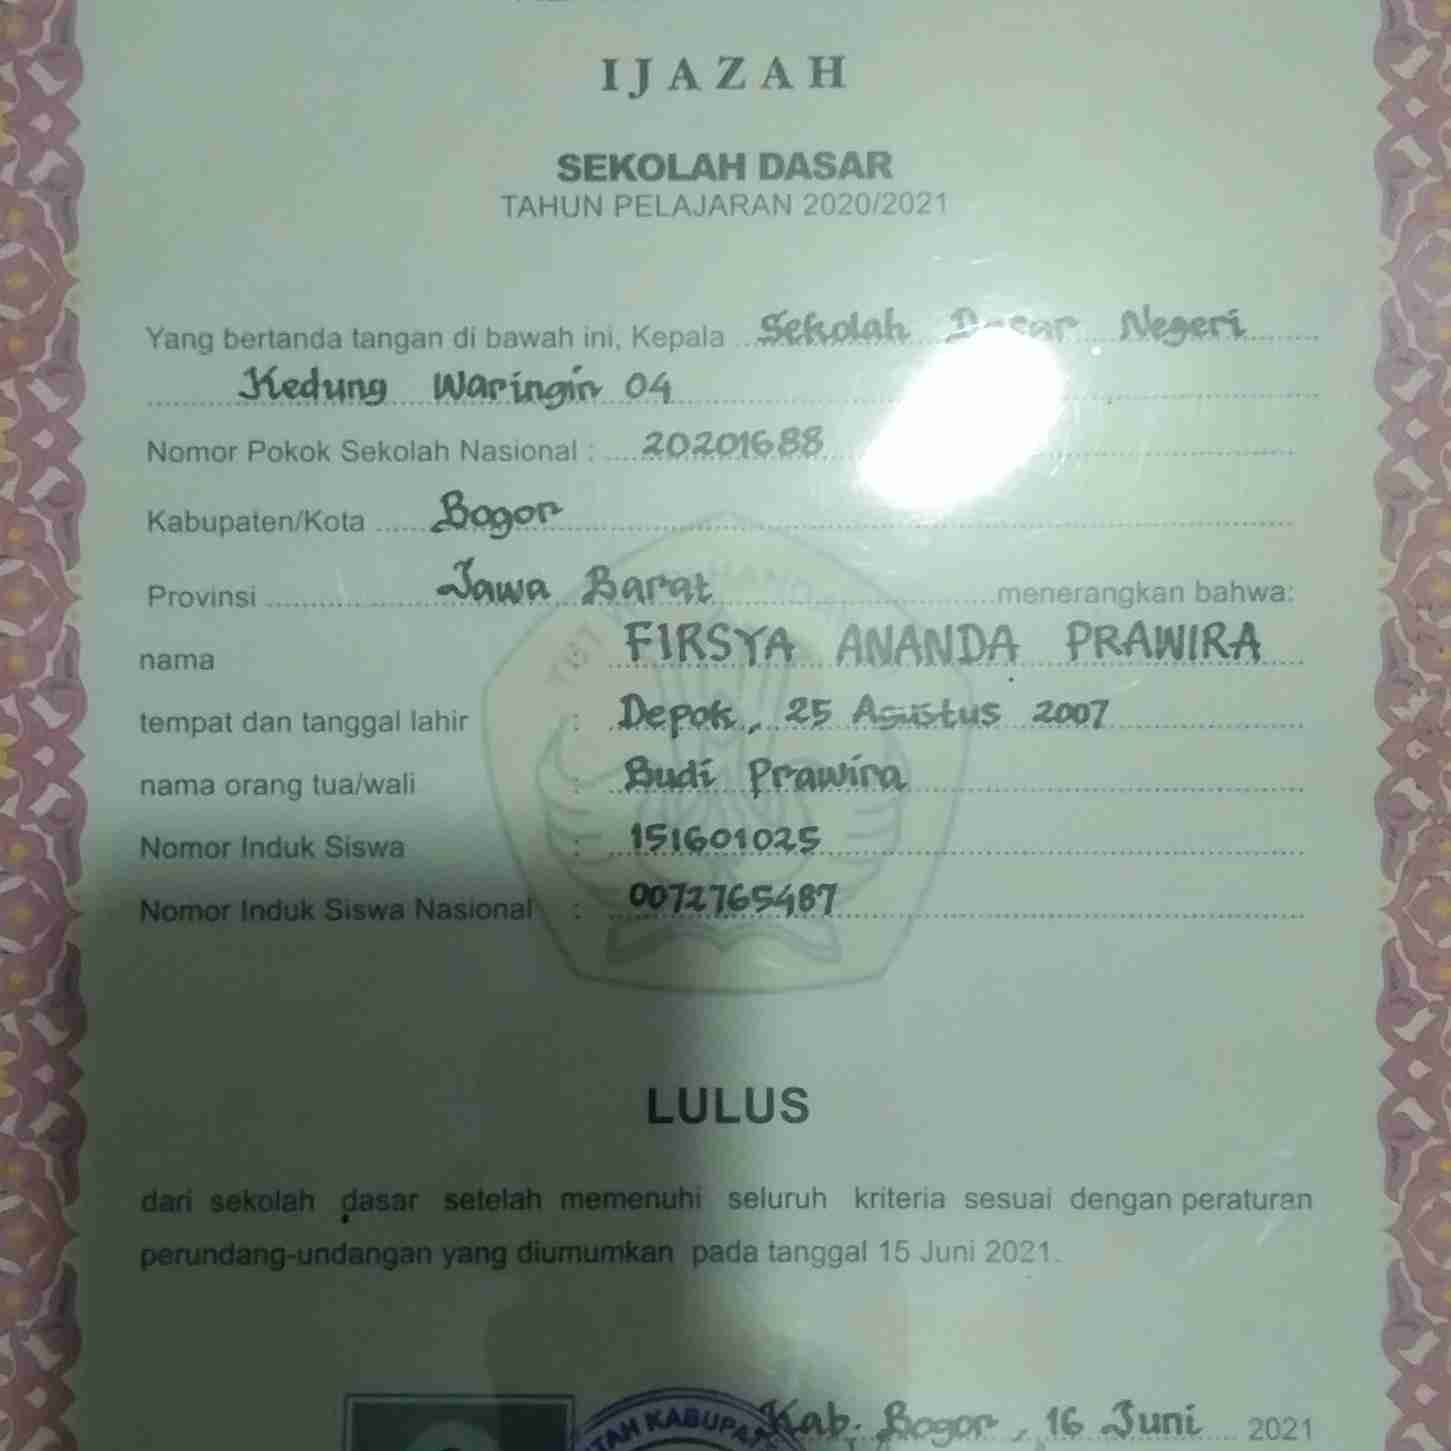 IJAZAH
SEKOLAH DASAR
TAHUN PELAJARAN 2020/2021
Yang bertanda tangan di bawah ini, Kepala Sekolah Dasar Negeri
Kedung Waringin 04
Nomor Pokok Sekolah Nasional : 20201688
Kabupaten/Kota Bogor
Provinsi Jawa Barat menerangkan bahwa:
nama FIRSYA ANANDA PRAWIRA
tempat dan tanggal lahir : Depok, 25 Agustus 2007
nama orang tua/wali : Budi Prawira
Nomor Induk Siswa : 151601025
Nomor Induk Siswa Nasional : 0072765487
LULUS
dari sekolah dasar setelah memenuhi seluruh kriteria sesuai dengan peraturan
perundang-undangan yang diumumkan pada tanggal 15 Juni 2021.
KABUPAT
Kab. Bogor, 16 Juni 2021